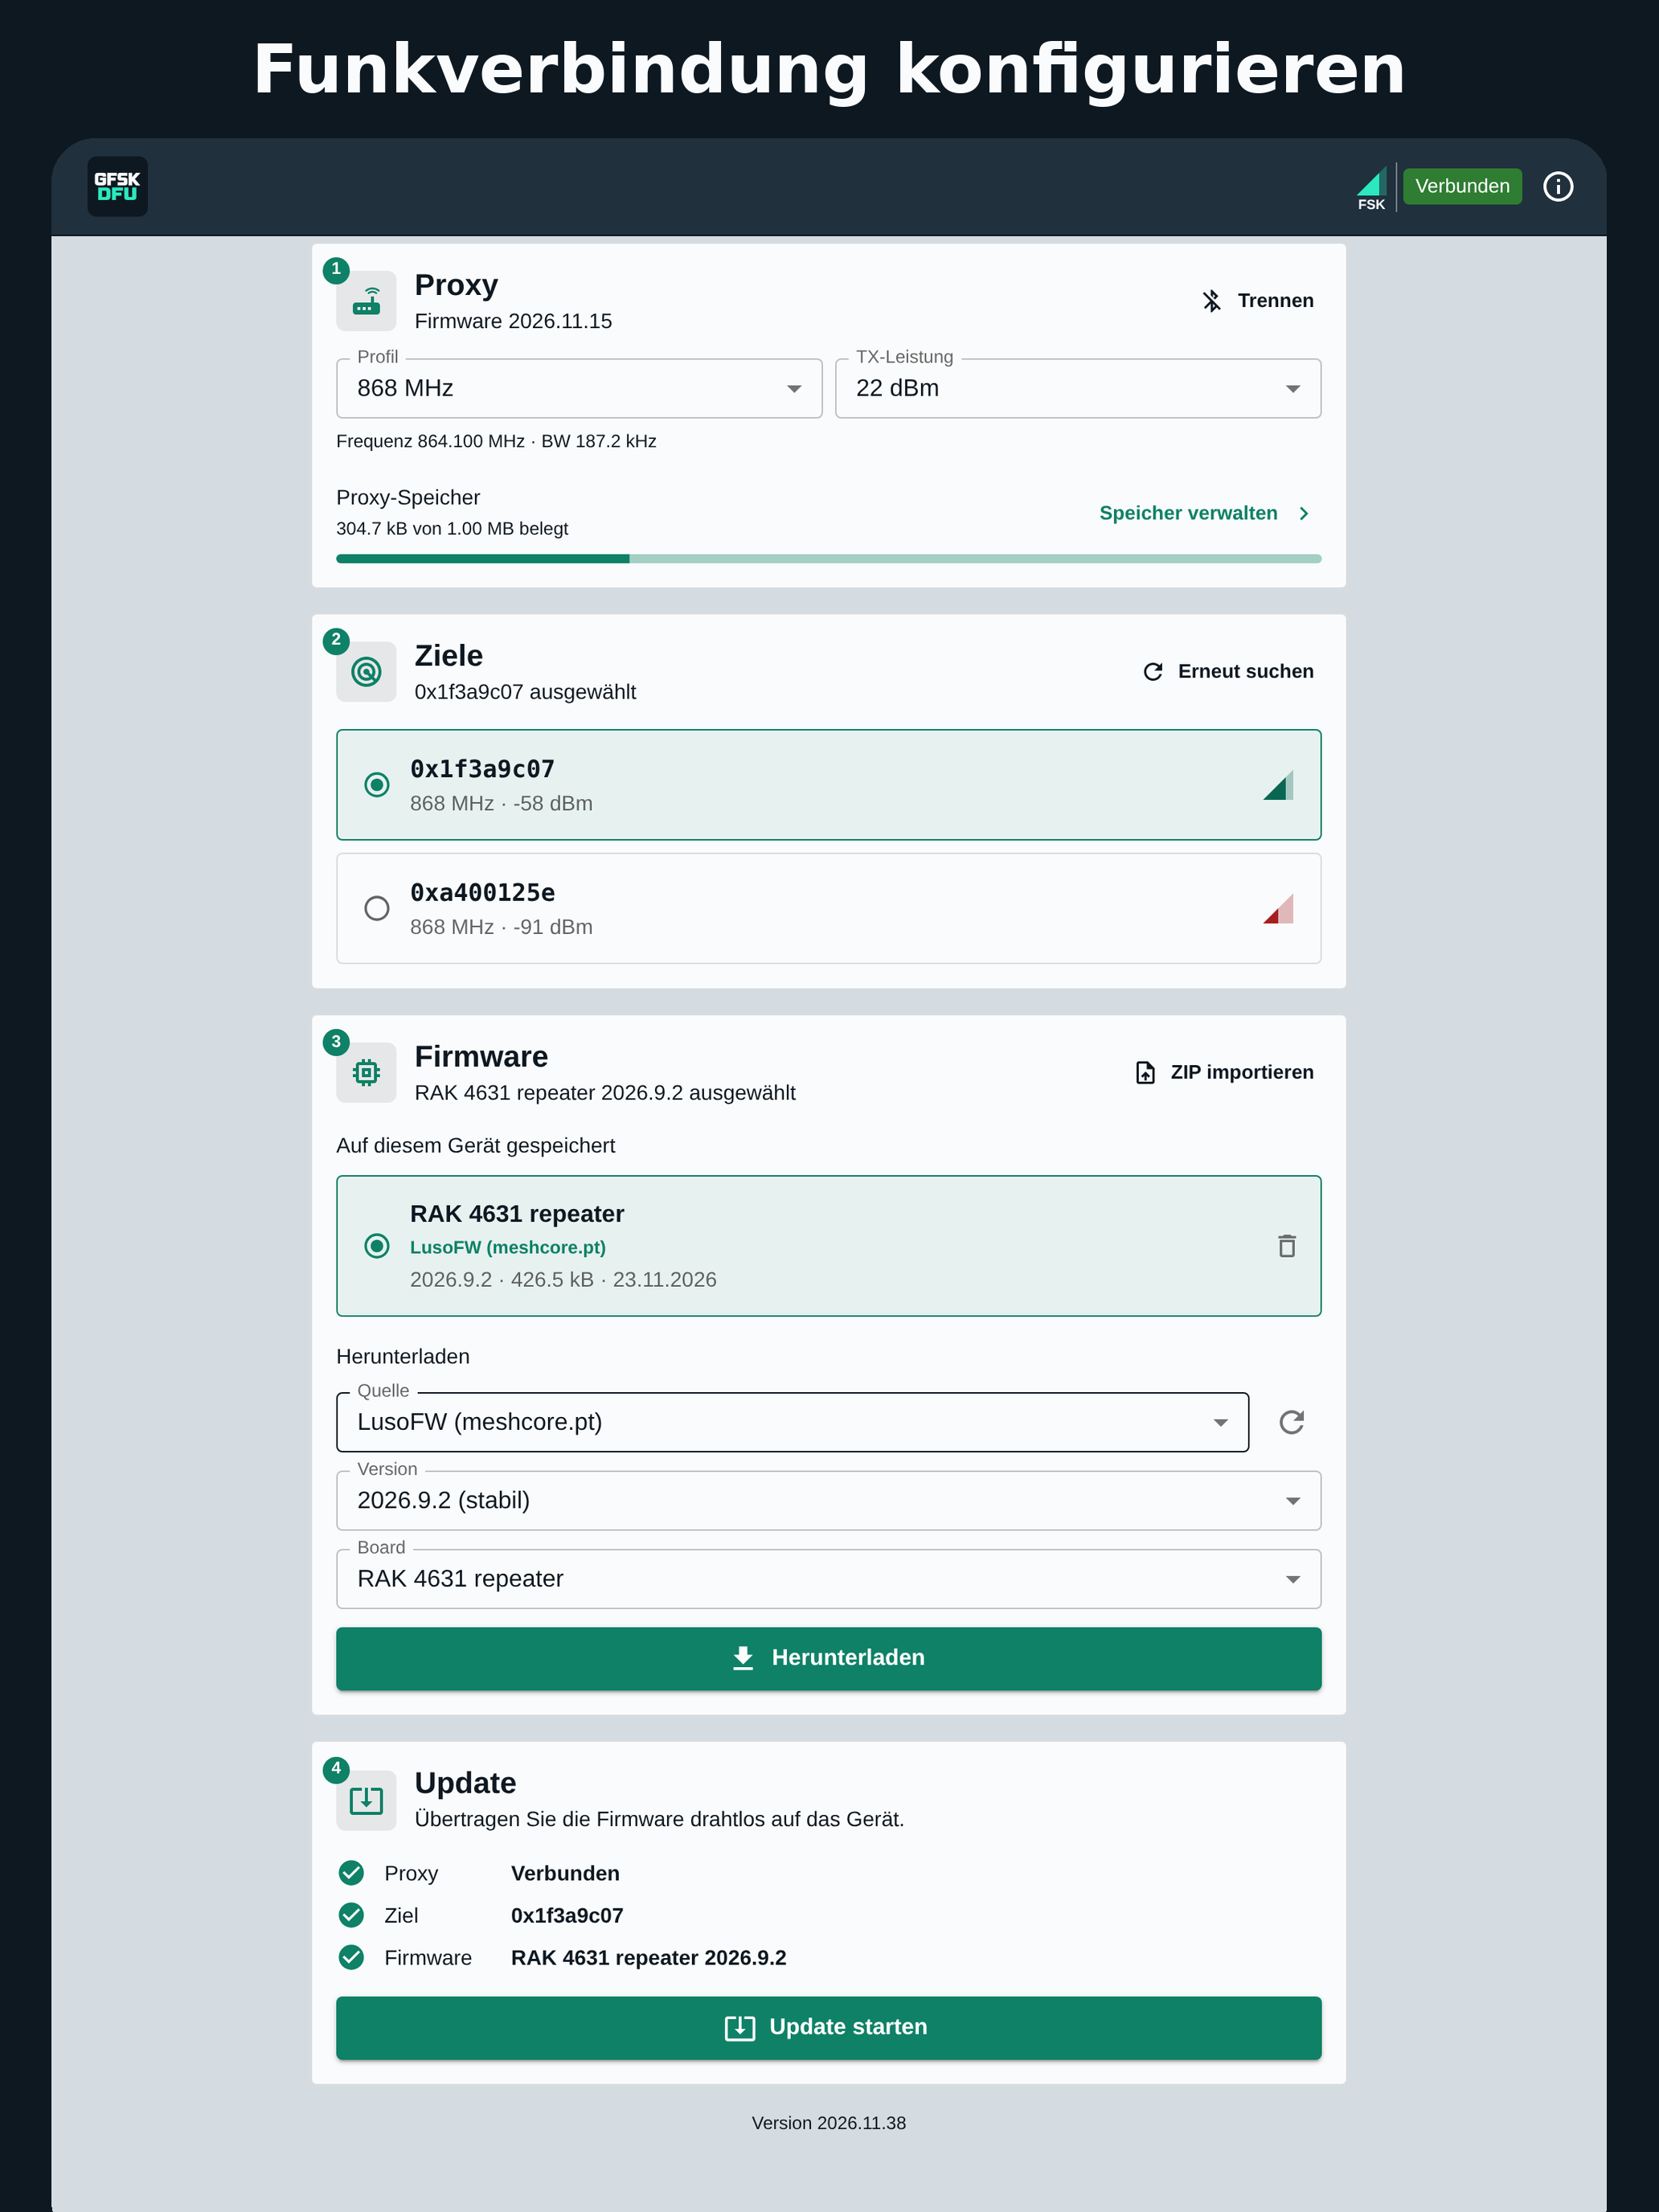 Funkverbindung konfigurieren
GFSK
DFU
FSK
Verbunden
1
Proxy
Firmware 2026.11.15
Trennen
Profil
868 MHz
TX-Leistung
22 dBm
Frequenz 864.100 MHz · BW 187.2 kHz
Proxy-Speicher
304.7 kB von 1.00 MB belegt
Speicher verwalten
2
Ziele
0x1f3a9c07 ausgewählt
Erneut suchen
0x1f3a9c07
868 MHz · -58 dBm
0xa400125e
868 MHz · -91 dBm
3
Firmware
RAK 4631 repeater 2026.9.2 ausgewählt
ZIP importieren
Auf diesem Gerät gespeichert
RAK 4631 repeater
LusoFW (meshcore.pt)
2026.9.2 · 426.5 kB · 23.11.2026
Herunterladen
Quelle
LusoFW (meshcore.pt)
Version
2026.9.2 (stabil)
Board
RAK 4631 repeater
Herunterladen
4
Update
Übertragen Sie die Firmware drahtlos auf das Gerät.
Proxy Verbunden
Ziel 0x1f3a9c07
Firmware RAK 4631 repeater 2026.9.2
Update starten
Version 2026.11.38